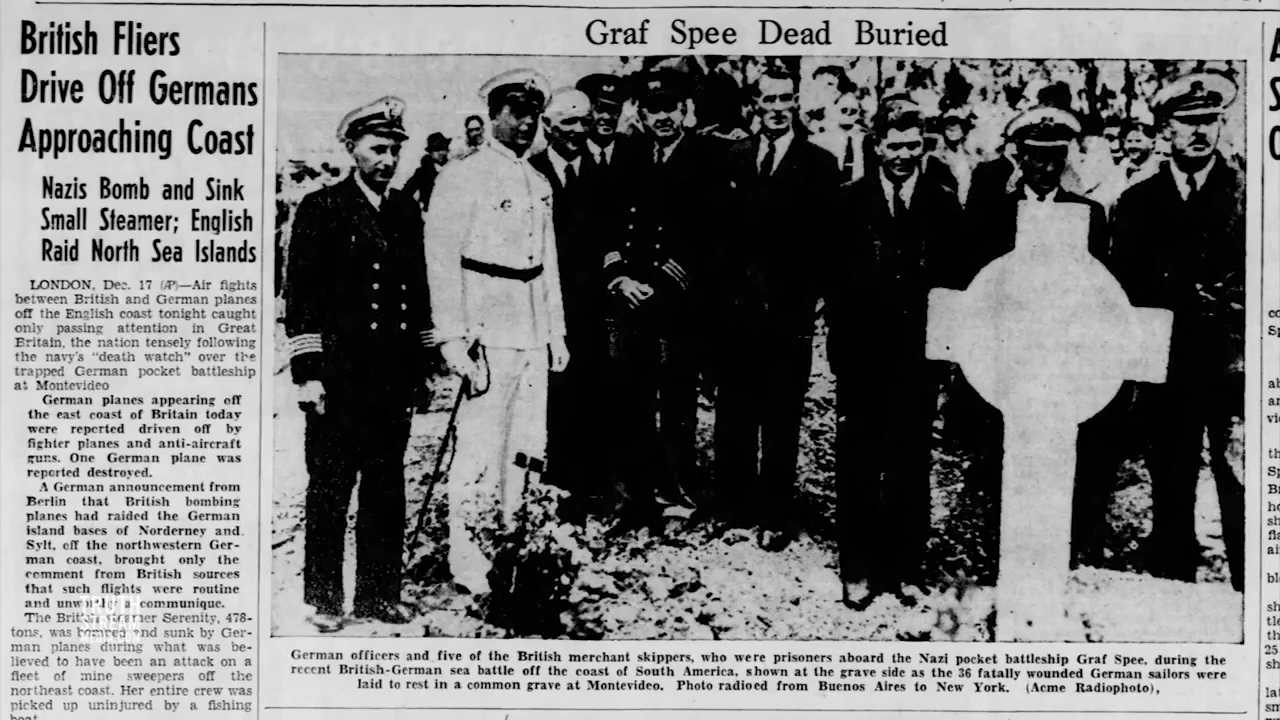 British Fliers
Drive Off Germans
Approaching Coast
Nazis Bomb and Sink
Small Steamer; English
Raid North Sea Islands
LONDON, Dec. 17 (AP)—Air fights
between British and German planes
off the English coast tonight caught
only passing attention in Great
Britain, the nation tensely following
the navy's "death watch" over the
trapped German pocket battleship
at Montevideo
German planes appearing off
the east coast of Britain today
were reported driven off by
fighter planes and anti-aircraft
guns. One German plane was
reported destroyed.
A German announcement from
Berlin that British bombing
planes had raided the German
island bases of Norderney and
Sylt, off the northwestern Ger-
man coast, brought only the
comment from British sources
that such flights were routine
and communique.
The Serenity, 478-
tons, was and sunk by Ger-
man planes during what was be-
lieved to have been an attack on a
fleet of mine sweepers off the
northeast coast. Her entire crew was
picked up uninjured by a fishing
boat.
Graf Spee Dead Buried
German officers and five of the British merchant skippers, who were prisoners aboard the Nazi pocket battleship Graf Spee, during the
recent British-German sea battle off the coast of South America, shown at the grave side as the 36 fatally wounded German sailors were
laid to rest in a common grave at Montevideo. Photo radioed from Buenos Aires to New York. (Acme Radiophoto),